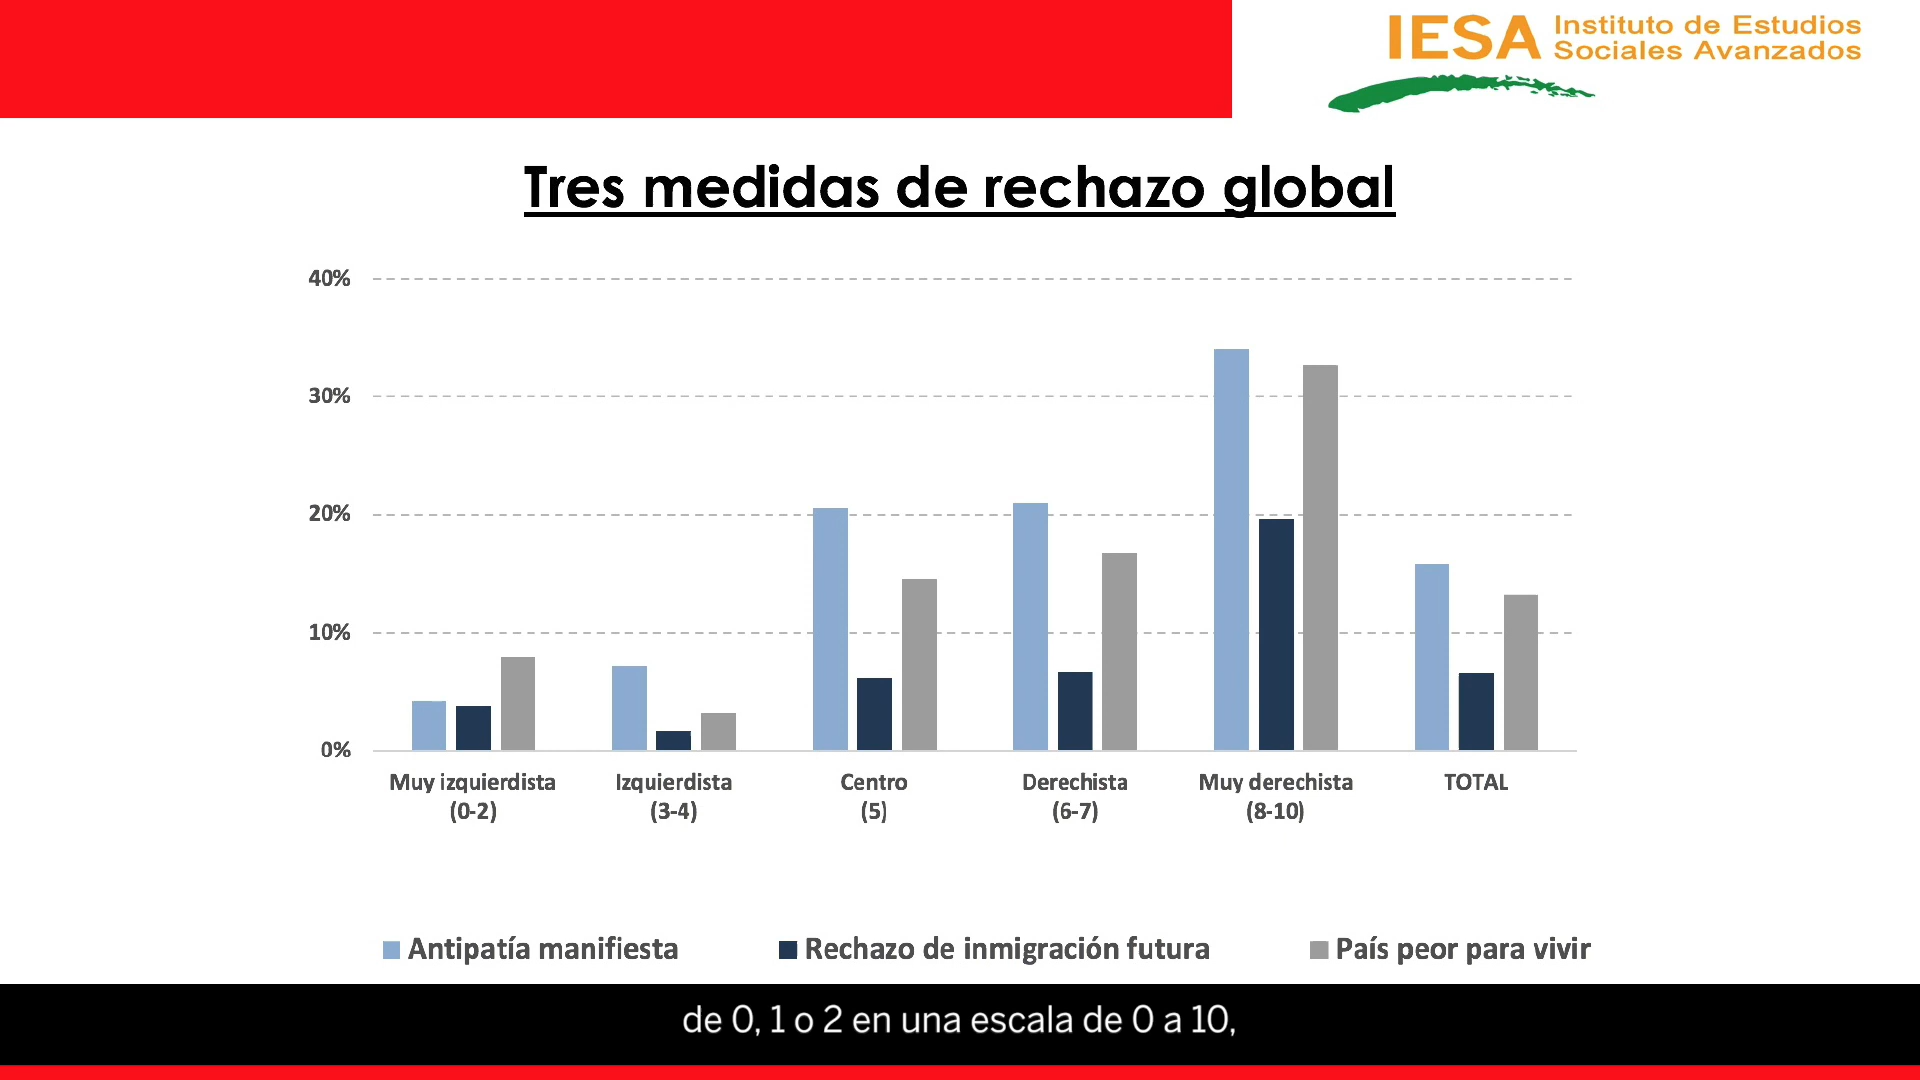 IESA Instituto de Estudios
Sociales Avanzados
Tres medidas de rechazo global
40%
30%
20%
10%
0%
Muy izquierdista
(0-2)
Izquierdista
(3-4)
Centro
(5)
Derechista
(6-7)
Muy derechista
(8-10)
TOTAL
Antipatía manifiesta
Rechazo de inmigración futura
País peor para vivir
de 0, 1 o 2 en una escala de 0 a 10,